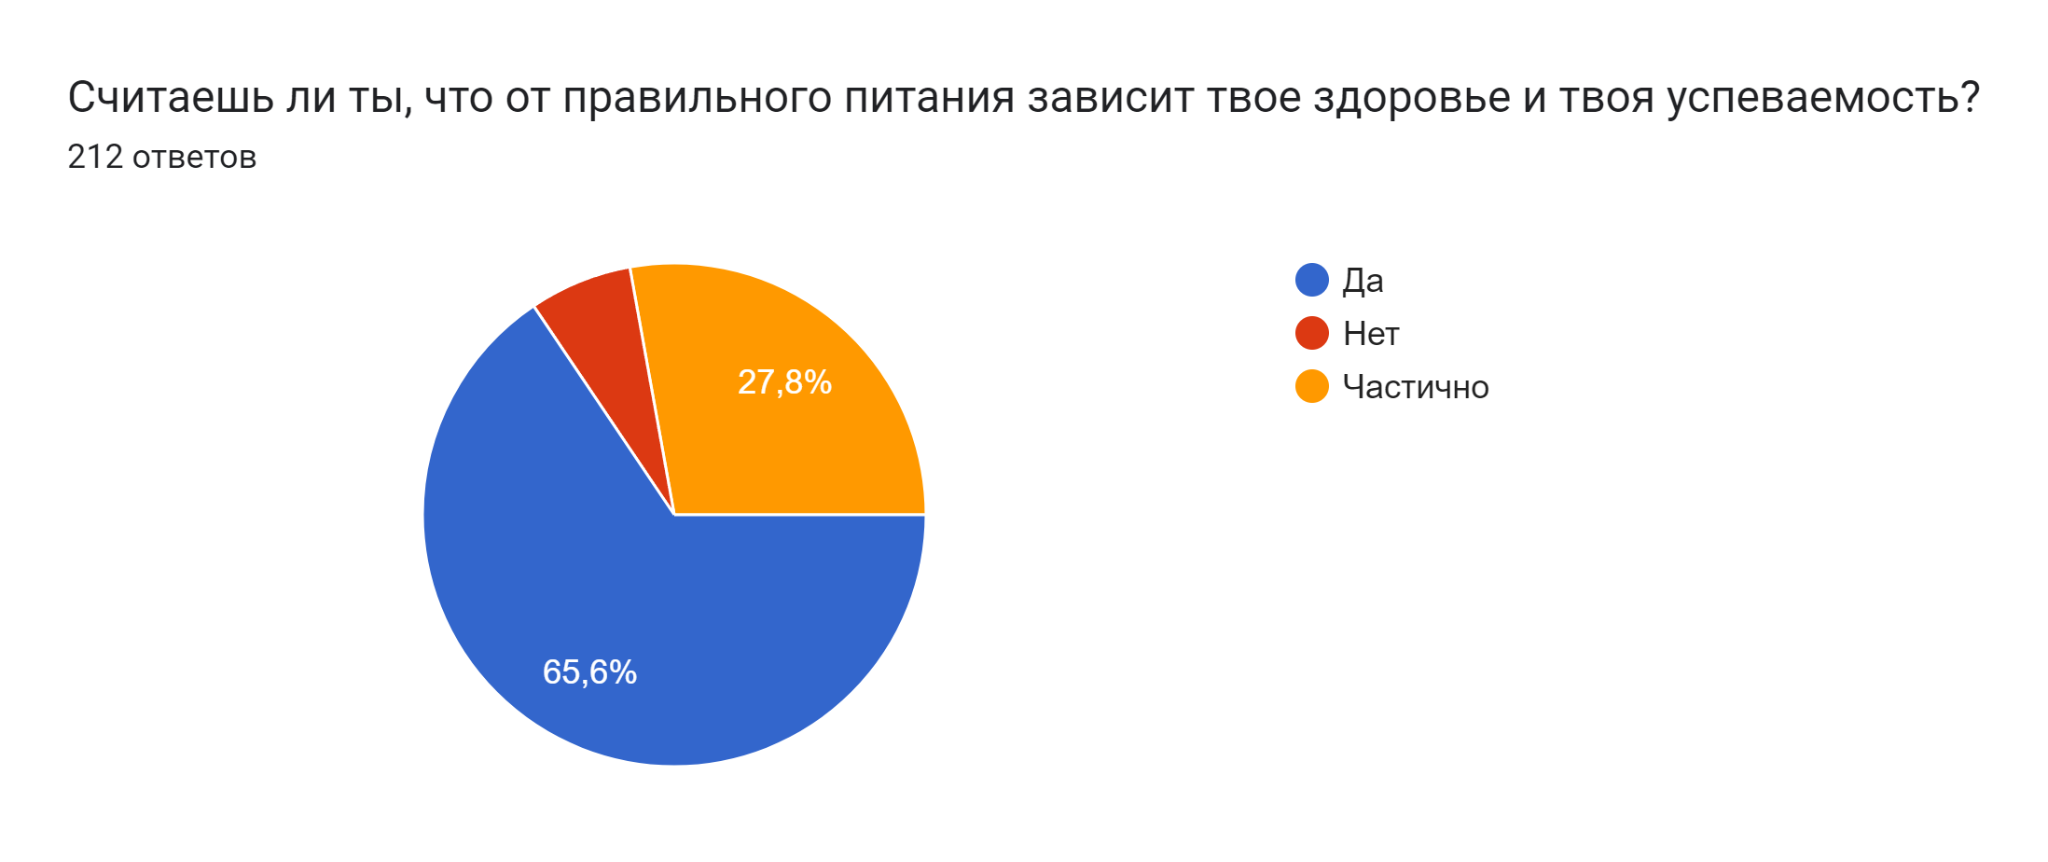 Считаешь ли ты, что от правильного питания зависит твое здоровье и твоя успеваемость?
212 ответов
Да
Нет
Частично
27,8%
65,6%